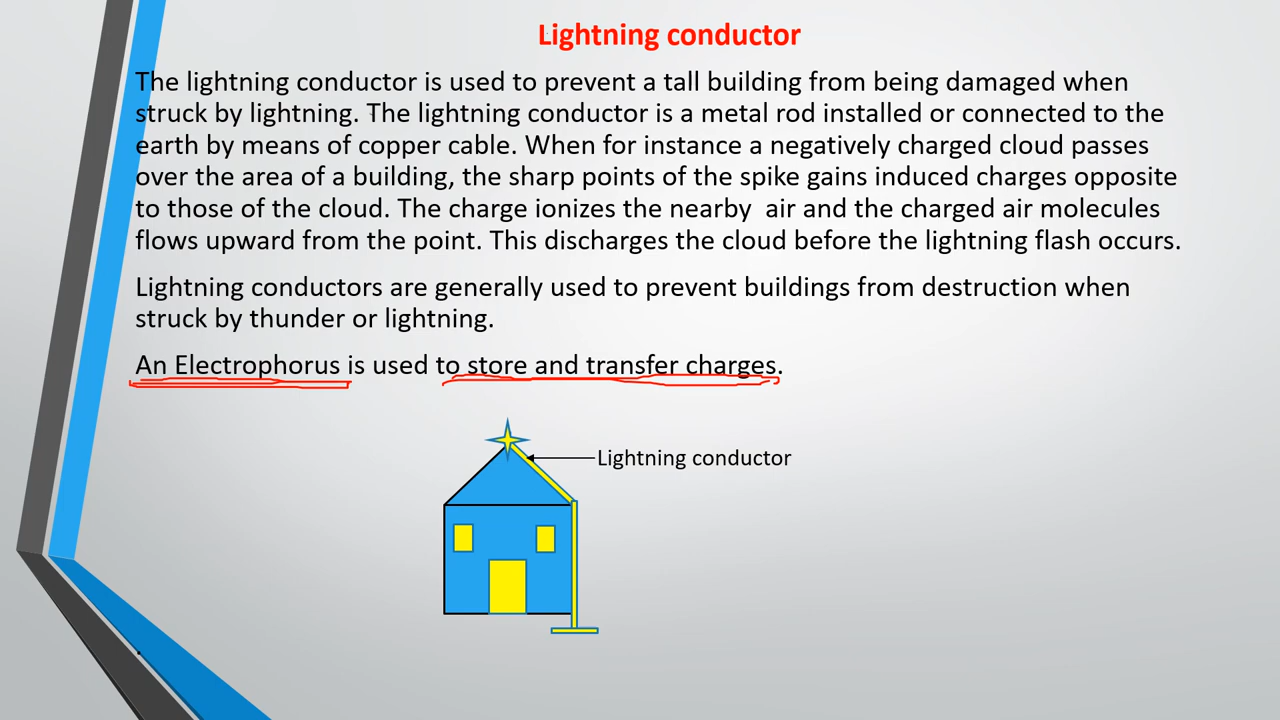 Lightning conductor
The lightning conductor is used to prevent a tall building from being damaged when
struck by lightning. The lightning conductor is a metal rod installed or connected to the
earth by means of copper cable. When for instance a negatively charged cloud passes
over the area of a building, the sharp points of the spike gains induced charges opposite
to those of the cloud. The charge ionizes the nearby air and the charged air molecules
flows upward from the point. This discharges the cloud before the lightning flash occurs.
Lightning conductors are generally used to prevent buildings from destruction when
struck by thunder or lightning.
An Electrophorus is used to store and transfer charges.
Lightning conductor